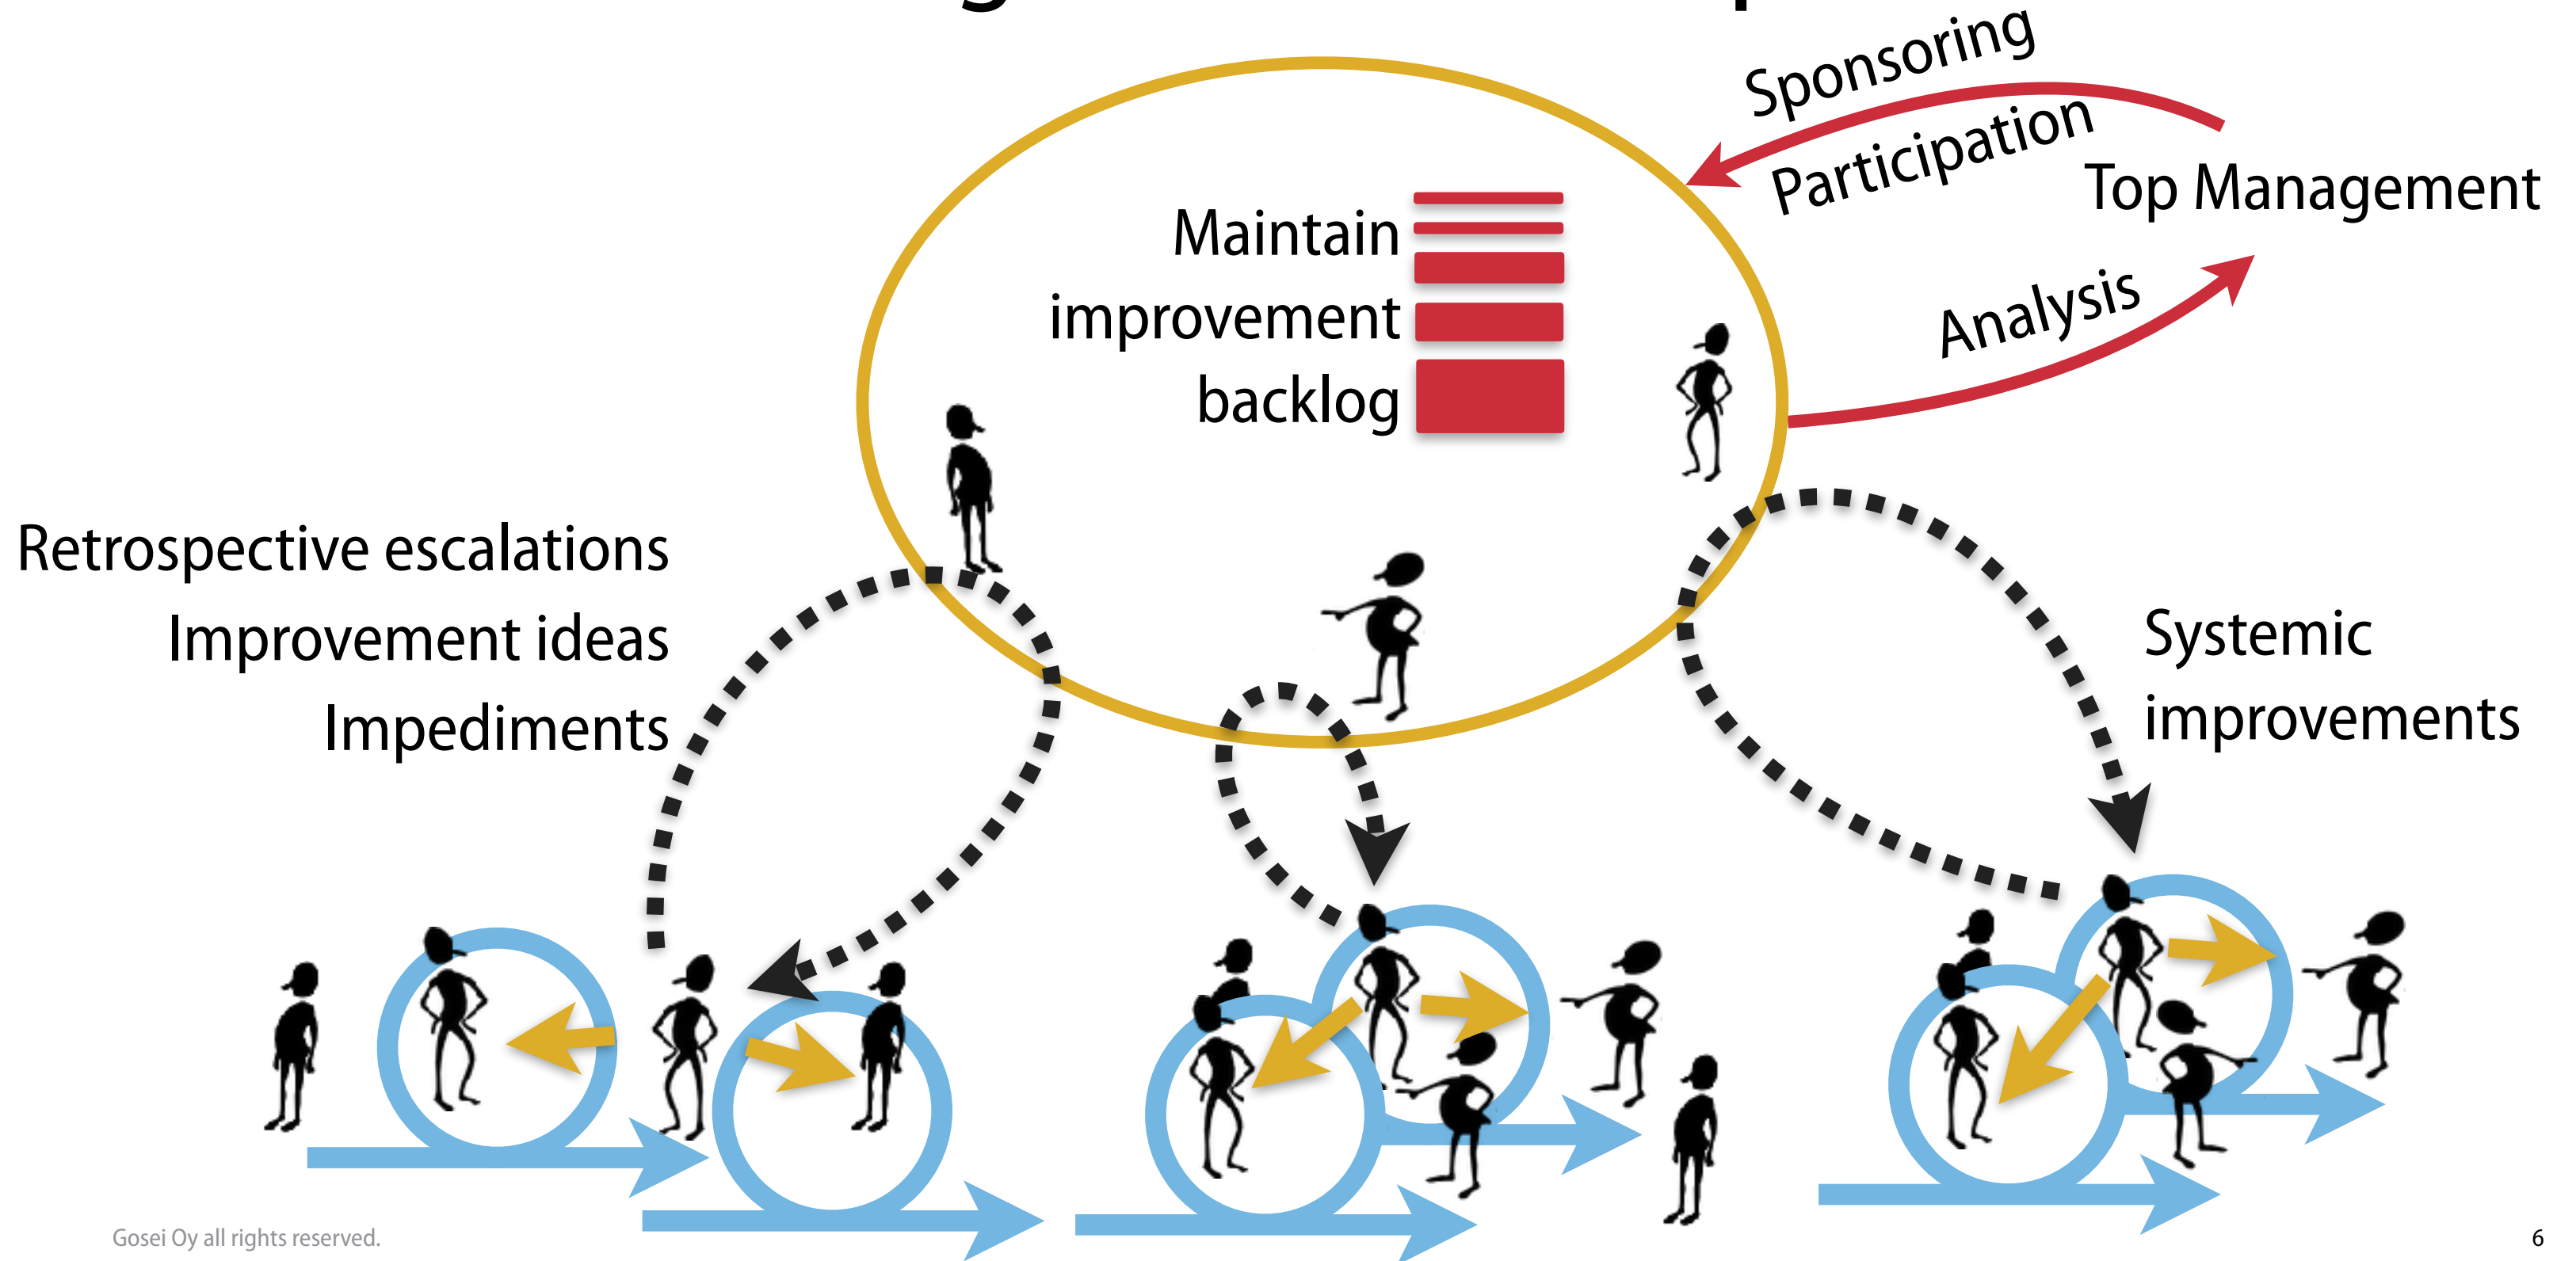 Sponsoring
Participation
Top Management
Maintain
improvement
backlog
Analysis
Retrospective escalations
Improvement ideas
Impediments
Systemic
improvements
Gosei Oy all rights reserved.
6